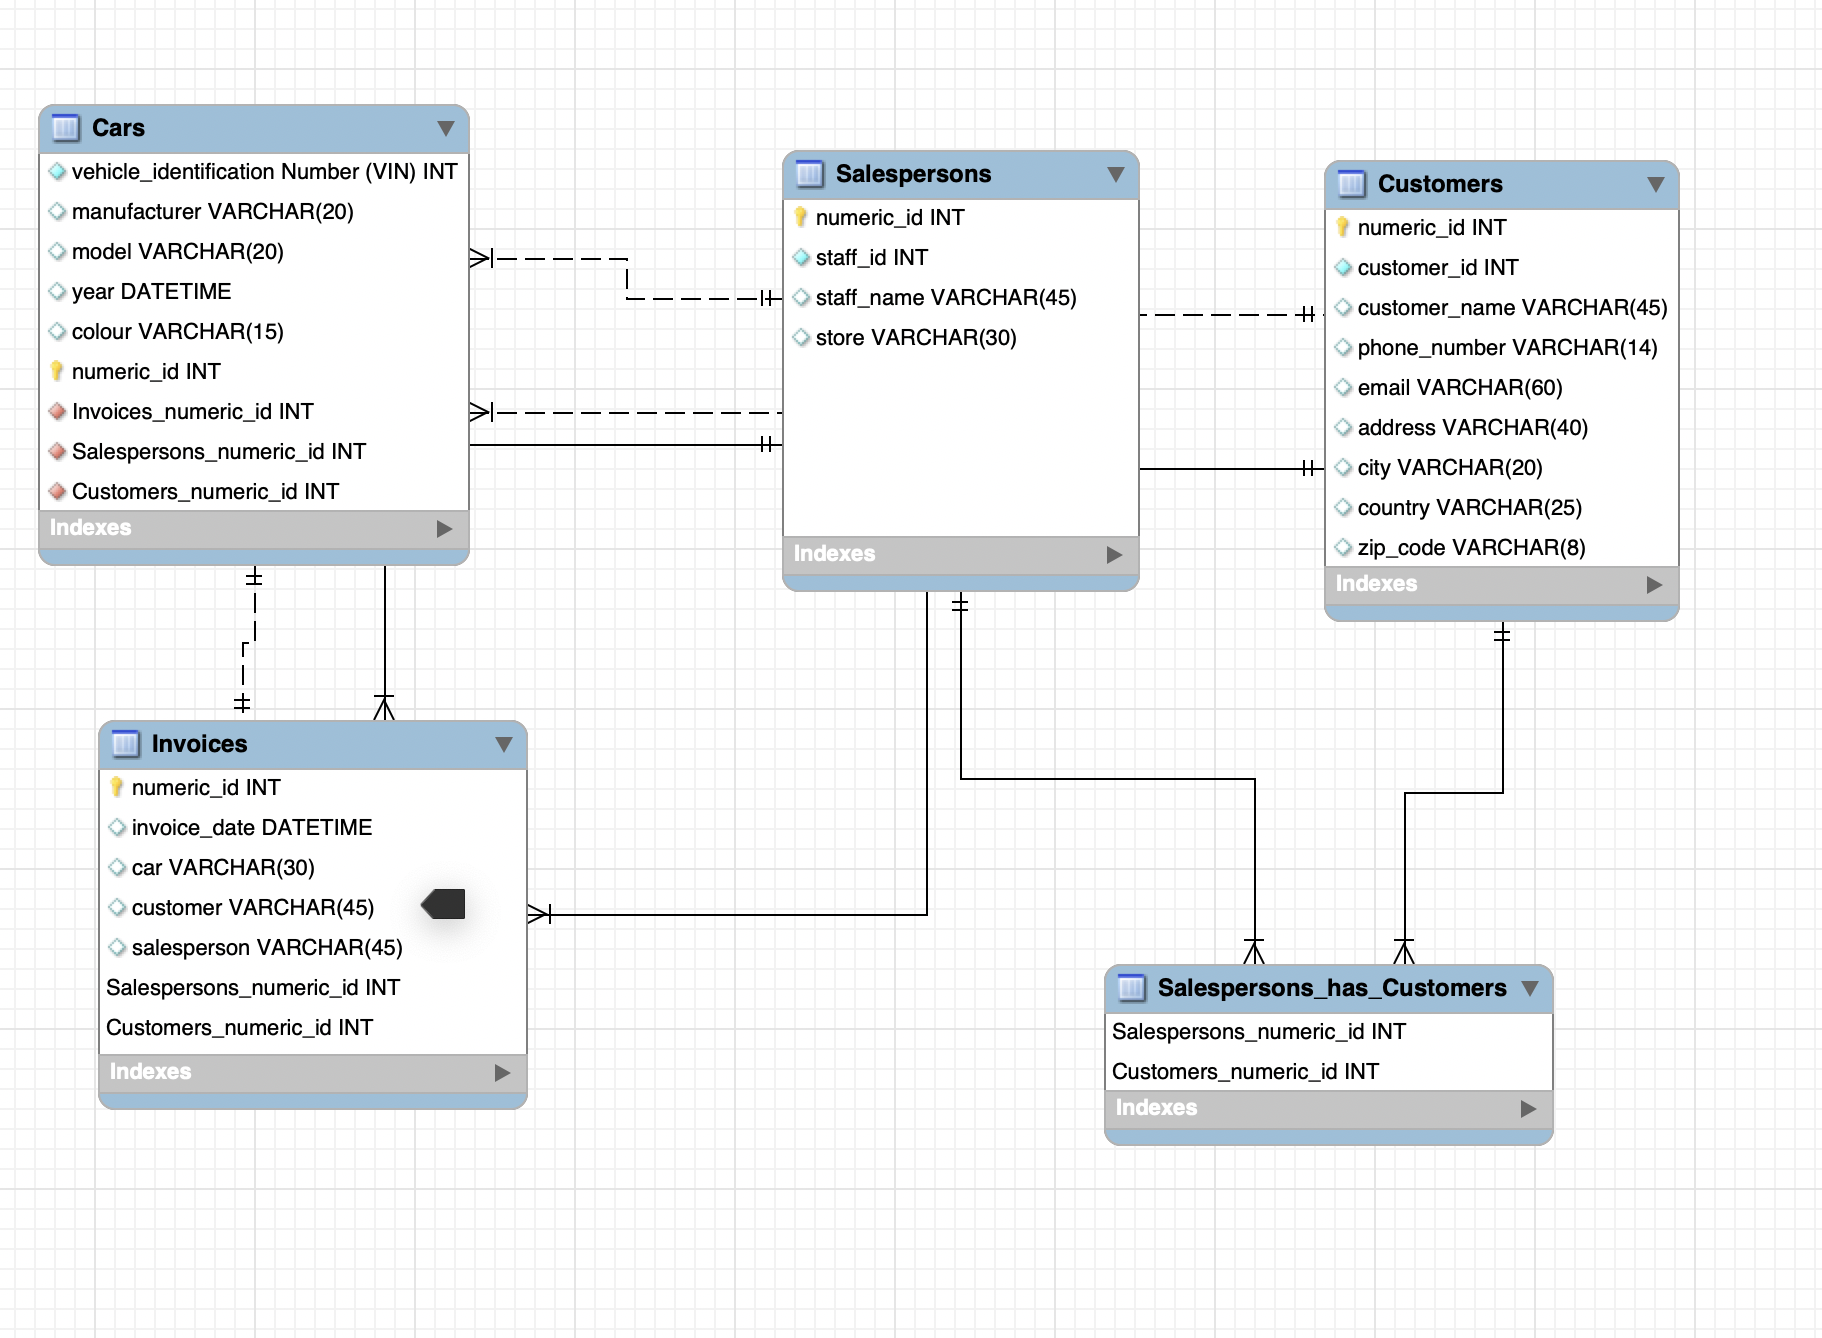 Cars
vehicle_identification Number (VIN) INT
manufacturer VARCHAR(20)
model VARCHAR(20)
year DATETIME
colour VARCHAR(15)
numeric_id INT
Invoices_numeric_id INT
Salespersons_numeric_id INT
Customers_numeric_id INT
Indexes
Salespersons
numeric_id INT
staff_id INT
staff_name VARCHAR(45)
store VARCHAR(30)
Indexes
Customers
numeric_id INT
customer_id INT
customer_name VARCHAR(45)
phone_number VARCHAR(14)
email VARCHAR(60)
address VARCHAR(40)
city VARCHAR(20)
country VARCHAR(25)
zip_code VARCHAR(8)
Indexes
Invoices
numeric_id INT
invoice_date DATETIME
car VARCHAR(30)
customer VARCHAR(45)
salesperson VARCHAR(45)
Salespersons_numeric_id INT
Customers_numeric_id INT
Indexes
Salespersons_has_Customers
Salespersons_numeric_id INT
Customers_numeric_id INT
Indexes